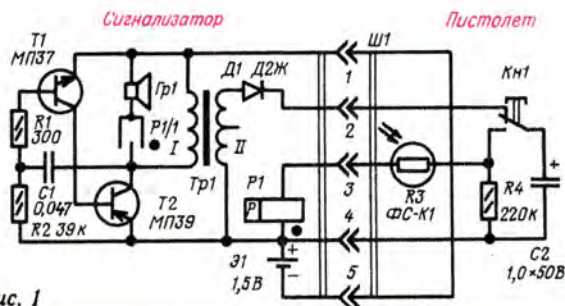 Сигнализатор
Пистолет
T1
МП37
R1
300
C1
0,047
R2 39к
T2
МП39
Гр1
Р1/1
I
Тр1
II
Д1 Д2Ж
Р1
Р
Э1
1,5В
+
−
Ш1
1
2
3
4
5
R3
ФС-К1
Кн1
R4
220к
+
C2
1,0×50В
ис. 1